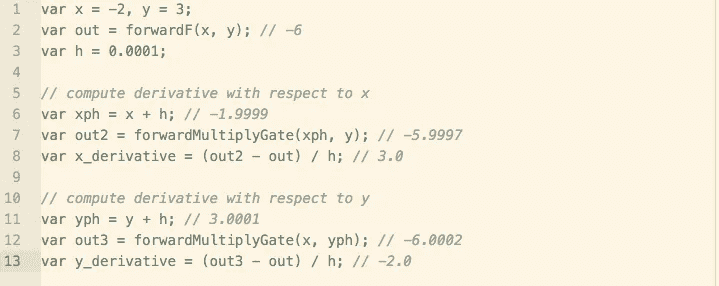 1 var x = -2, y = 3;
2 var out = forwardF(x, y); // -6
3 var h = 0.0001;
4
5 // compute derivative with respect to x
6 var xph = x + h; // -1.9999
7 var out2 = forwardMultiplyGate(xph, y); // -5.9997
8 var x_derivative = (out2 - out) / h; // 3.0
9
10 // compute derivative with respect to y
11 var yph = y + h; // 3.0001
12 var out3 = forwardMultiplyGate(x, yph); // -6.0002
13 var y_derivative = (out3 - out) / h; // -2.0